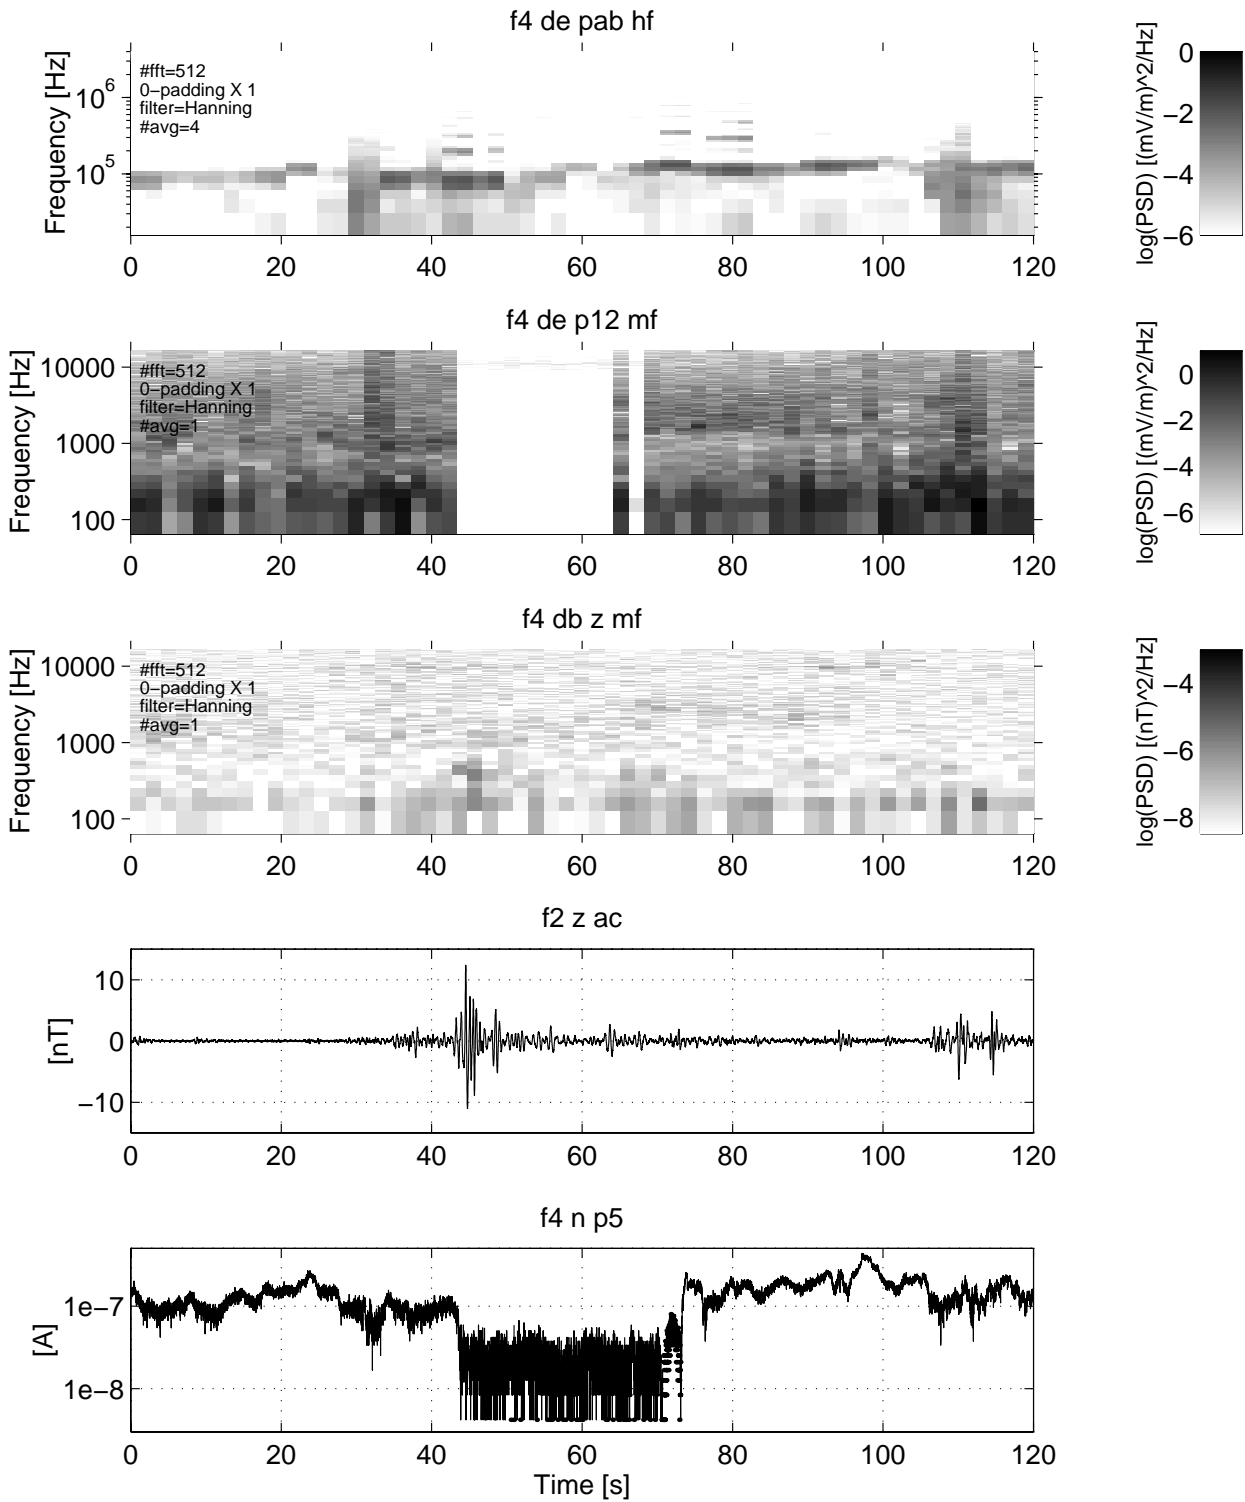 f4 de pab hf
Frequency [Hz]
10^6
10^5
#fft=512
0−padding X 1
filter=Hanning
#avg=4
0 20 40 60 80 100 120
log(PSD) [(mV/m)^2/Hz]
0
−2
−4
−6
f4 de p12 mf
Frequency [Hz]
10000
1000
100
#fft=512
0−padding X 1
filter=Hanning
#avg=1
0 20 40 60 80 100 120
log(PSD) [(mV/m)^2/Hz]
0
−2
−4
−6
f4 db z mf
Frequency [Hz]
10000
1000
100
#fft=512
0−padding X 1
filter=Hanning
#avg=1
0 20 40 60 80 100 120
log(PSD) [(nT)^2/Hz]
−4
−6
−8
f2 z ac
[nT]
10
0
−10
0 20 40 60 80 100 120
f4 n p5
[A]
1e−7
1e−8
0 20 40 60 80 100 120
Time [s]